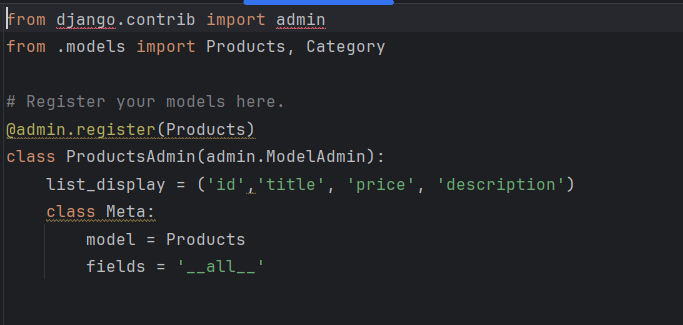 from django.contrib import admin
from .models import Products, Category
# Register your models here.
@admin.register(Products)
class ProductsAdmin(admin.ModelAdmin):
    list_display = ('id','title', 'price', 'description')
    class Meta:
        model = Products
        fields = '__all__'